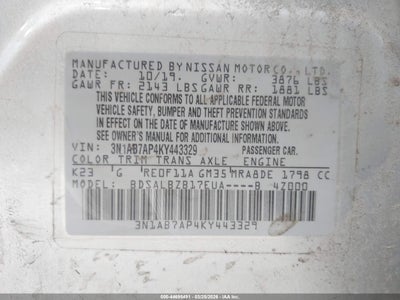 MANUFACTURED BY NISSAN MOTOR CO., LTD.
DATE: 10/19. GVWR: 3876 LBS
GAWR FR: 2143 LBS GAWR RR: 1881 LBS
THIS VEHICLE CONFORMS TO ALL APPLICABLE FEDERAL MOTOR
VEHICLE SAFETY, BUMPER AND THEFT PREVENTION STANDARDS
IN EFFECT ON THE DATE OF MANUFACTURE SHOWN ABOVE.
SEE OWNER'S MANUAL FOR ADDITIONAL INFORMATION
VIN: 3N1AB7AP4KY443329 PASSENGER CAR.
COLOR TRIM TRANS AXLE ENGINE
K23 G RE0F11A GM35 MRA8DE 1798 CC
MODEL: BDSALBZB17EUA----B 4Z000
3N1AB7AP4KY443329